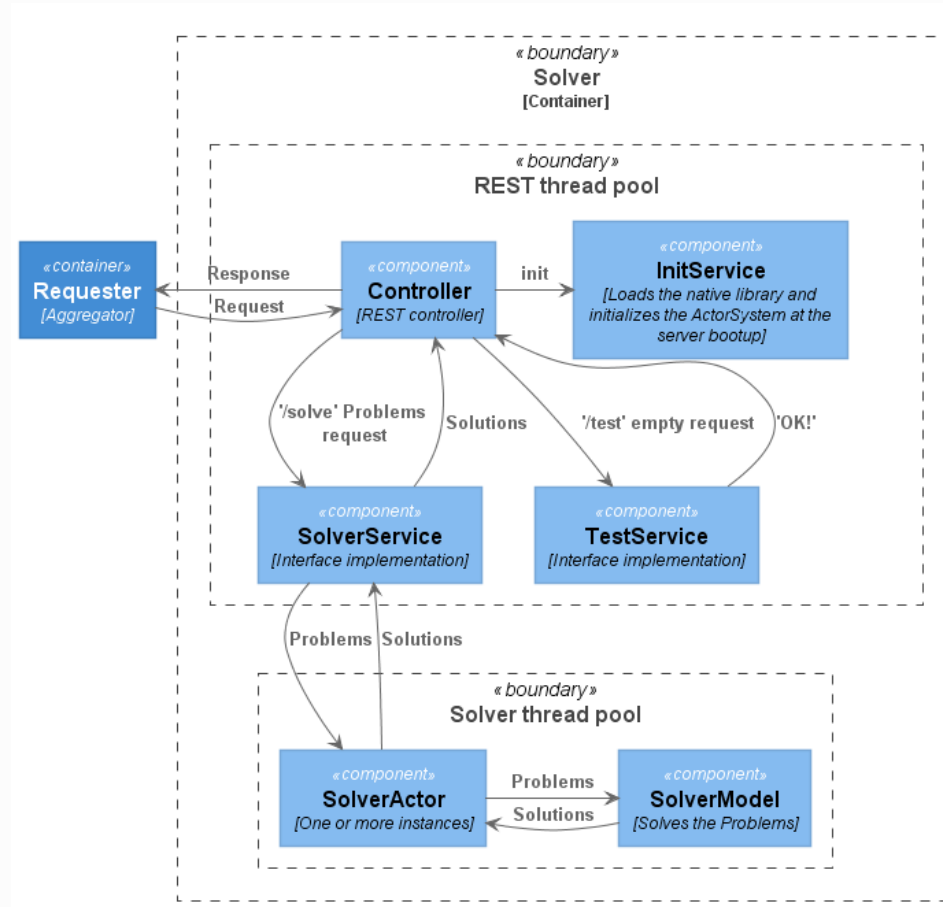 «boundary»
Solver
[Container]
«boundary»
REST thread pool
«container»
Requester
[Aggregator]
Response
Request
«component»
Controller
[REST controller]
init
«component»
InitService
[Loads the native library and
initializes the ActorSystem at the
server bootup]
'/solve' Problems
request
Solutions
'/test' empty request
'OK!'
«component»
SolverService
[Interface implementation]
«component»
TestService
[Interface implementation]
Problems
Solutions
«boundary»
Solver thread pool
«component»
SolverActor
[One or more instances]
Problems
Solutions
«component»
SolverModel
[Solves the Problems]